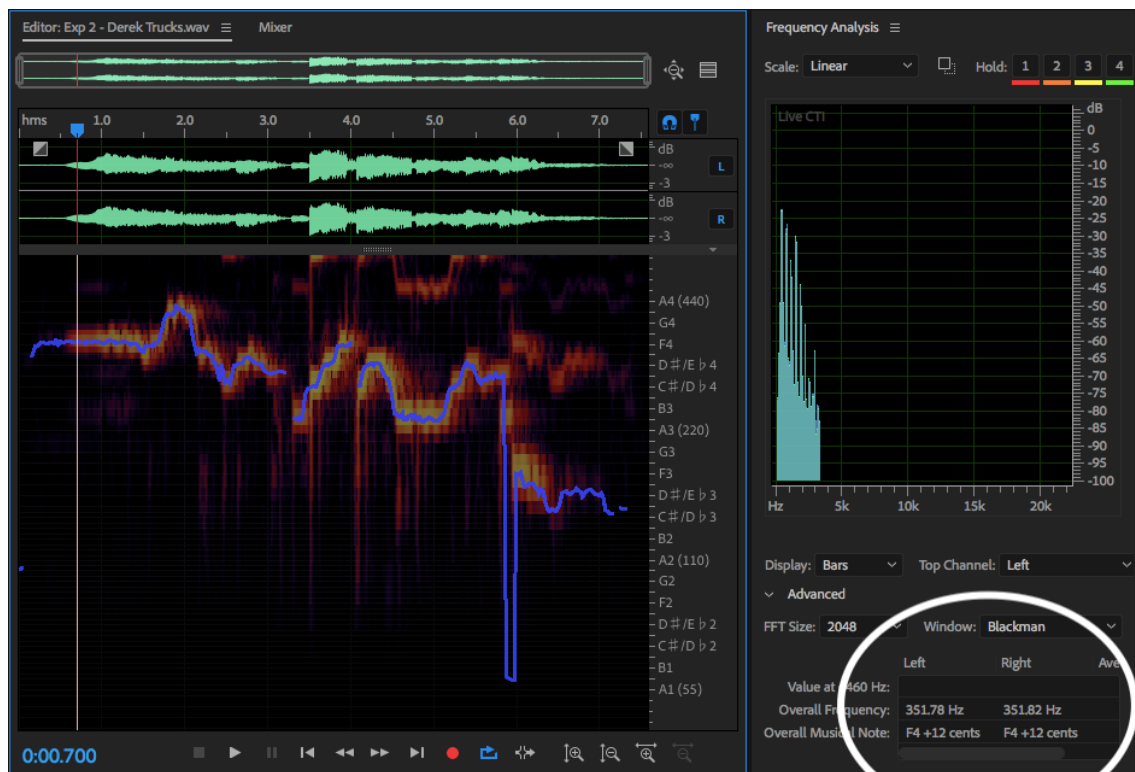 Editor: Exp 2 - Derek Trucks.wav Mixer
hms 1.0 2.0 3.0 4.0 5.0 6.0 7.0
dB
-∞
-3
L
dB
-∞
-3
R
A4 (440)
G4
F4
D♯/E♭4
C♯/D♭4
B3
A3 (220)
G3
F3
D♯/E♭3
C♯/D♭3
B2
A2 (110)
G2
F2
D♯/E♭2
C♯/D♭2
B1
A1 (55)
0:00.700
Frequency Analysis
Scale: Linear Hold: 1 2 3 4
Live CTI
dB
0
-5
-10
-15
-20
-25
-30
-35
-40
-45
-50
-55
-60
-65
-70
-75
-80
-85
-90
-95
-100
Hz 5k 10k 15k 20k
Display: Bars Top Channel: Left
Advanced
FFT Size: 2048 Window: Blackman
Left Right Ave
Value at 460 Hz:
Overall Frequency: 351.78 Hz 351.82 Hz
Overall Musical Note: F4 +12 cents F4 +12 cents